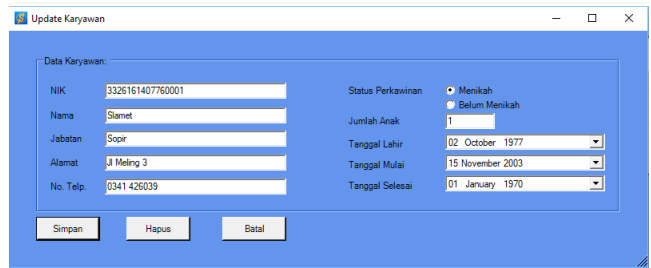 Update Karyawan
Data Karyawan:
NIK 3326161407760001
Nama Slamet
Jabatan Sopir
Alamat Jl Meling 3
No. Telp. 0341 426039
Status Perkawinan Menikah
Belum Menikah
Jumlah Anak 1
Tanggal Lahir 02 October 1977
Tanggal Mulai 15 November 2003
Tanggal Selesai 01 January 1970
Simpan Hapus Batal